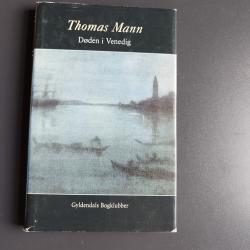 Thomas Mann
Døden i Venedig
Gyldendals Bogklubber